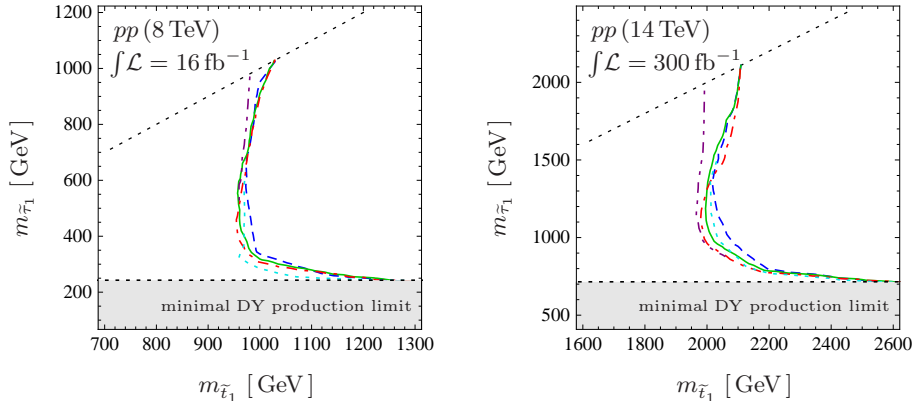 pp (8 TeV)
∫ℒ = 16 fb⁻¹
1200
1000
800
600
400
200
m_τ̃₁ [ GeV]
minimal DY production limit
700 800 900 1000 1100 1200 1300
m_t̃₁ [ GeV]
pp (14 TeV)
∫ℒ = 300 fb⁻¹
2000
1500
1000
500
m_τ̃₁ [ GeV]
minimal DY production limit
1600 1800 2000 2200 2400 2600
m_t̃₁ [ GeV]